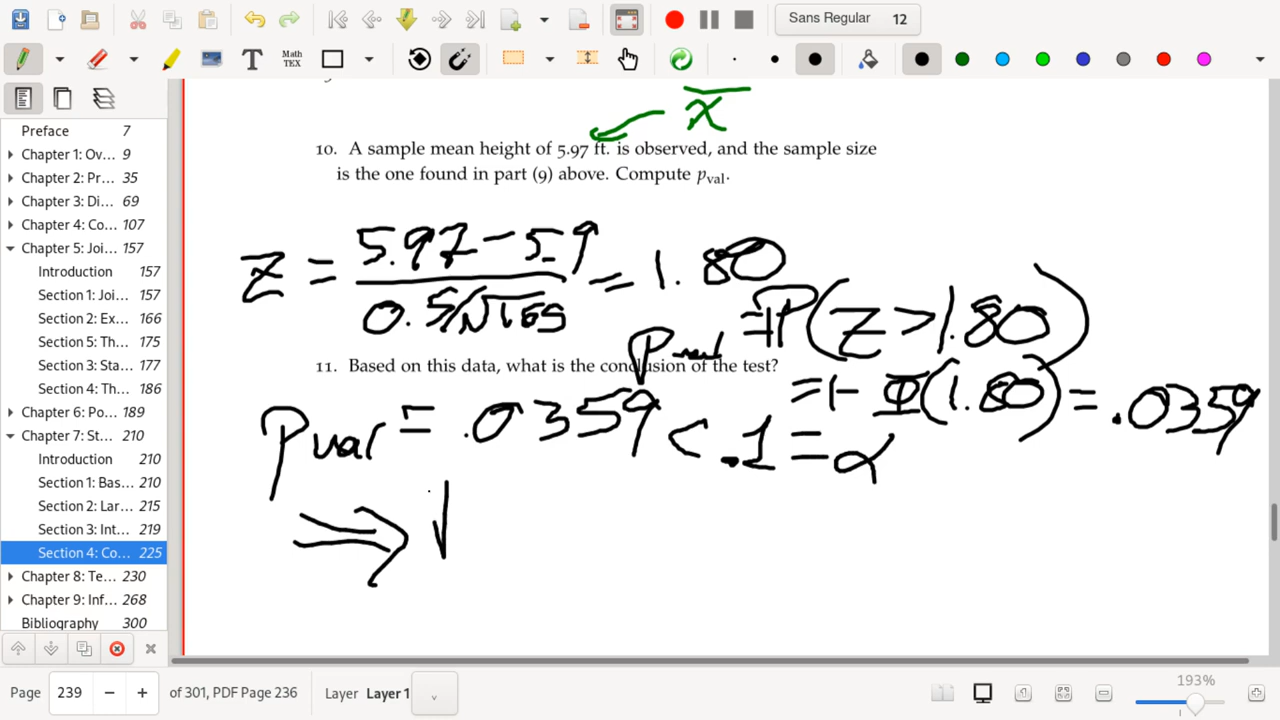 Sans Regular 12
Math
TEX
Preface 7
Chapter 1: Ov... 9
Chapter 2: Pr... 35
Chapter 3: Di... 69
Chapter 4: Co... 107
Chapter 5: Joi... 157
Introduction 157
Section 1: Joi... 157
Section 2: Ex... 166
Section 5: Th... 175
Section 3: Sta... 177
Section 4: Th... 186
Chapter 6: Po... 189
Chapter 7: St... 210
Introduction 210
Section 1: Bas... 210
Section 2: Lar... 215
Section 3: Int... 219
Section 4: Co... 225
Chapter 8: Te... 230
Chapter 9: Inf... 268
Bibliography 300
x̅
10. A sample mean height of 5.97 ft. is observed, and the sample size
is the one found in part (9) above. Compute pval.
z = (5.97 - 5.9)/(0.5/√165) = 1.80
Pval = P(Z > 1.80)
= 1 - Φ(1.80) = .0359
11. Based on this data, what is the conclusion of the test?
Pval = .0359 < .1 = α
⇒
Page 239 of 301, PDF Page 236 Layer Layer 1
193%